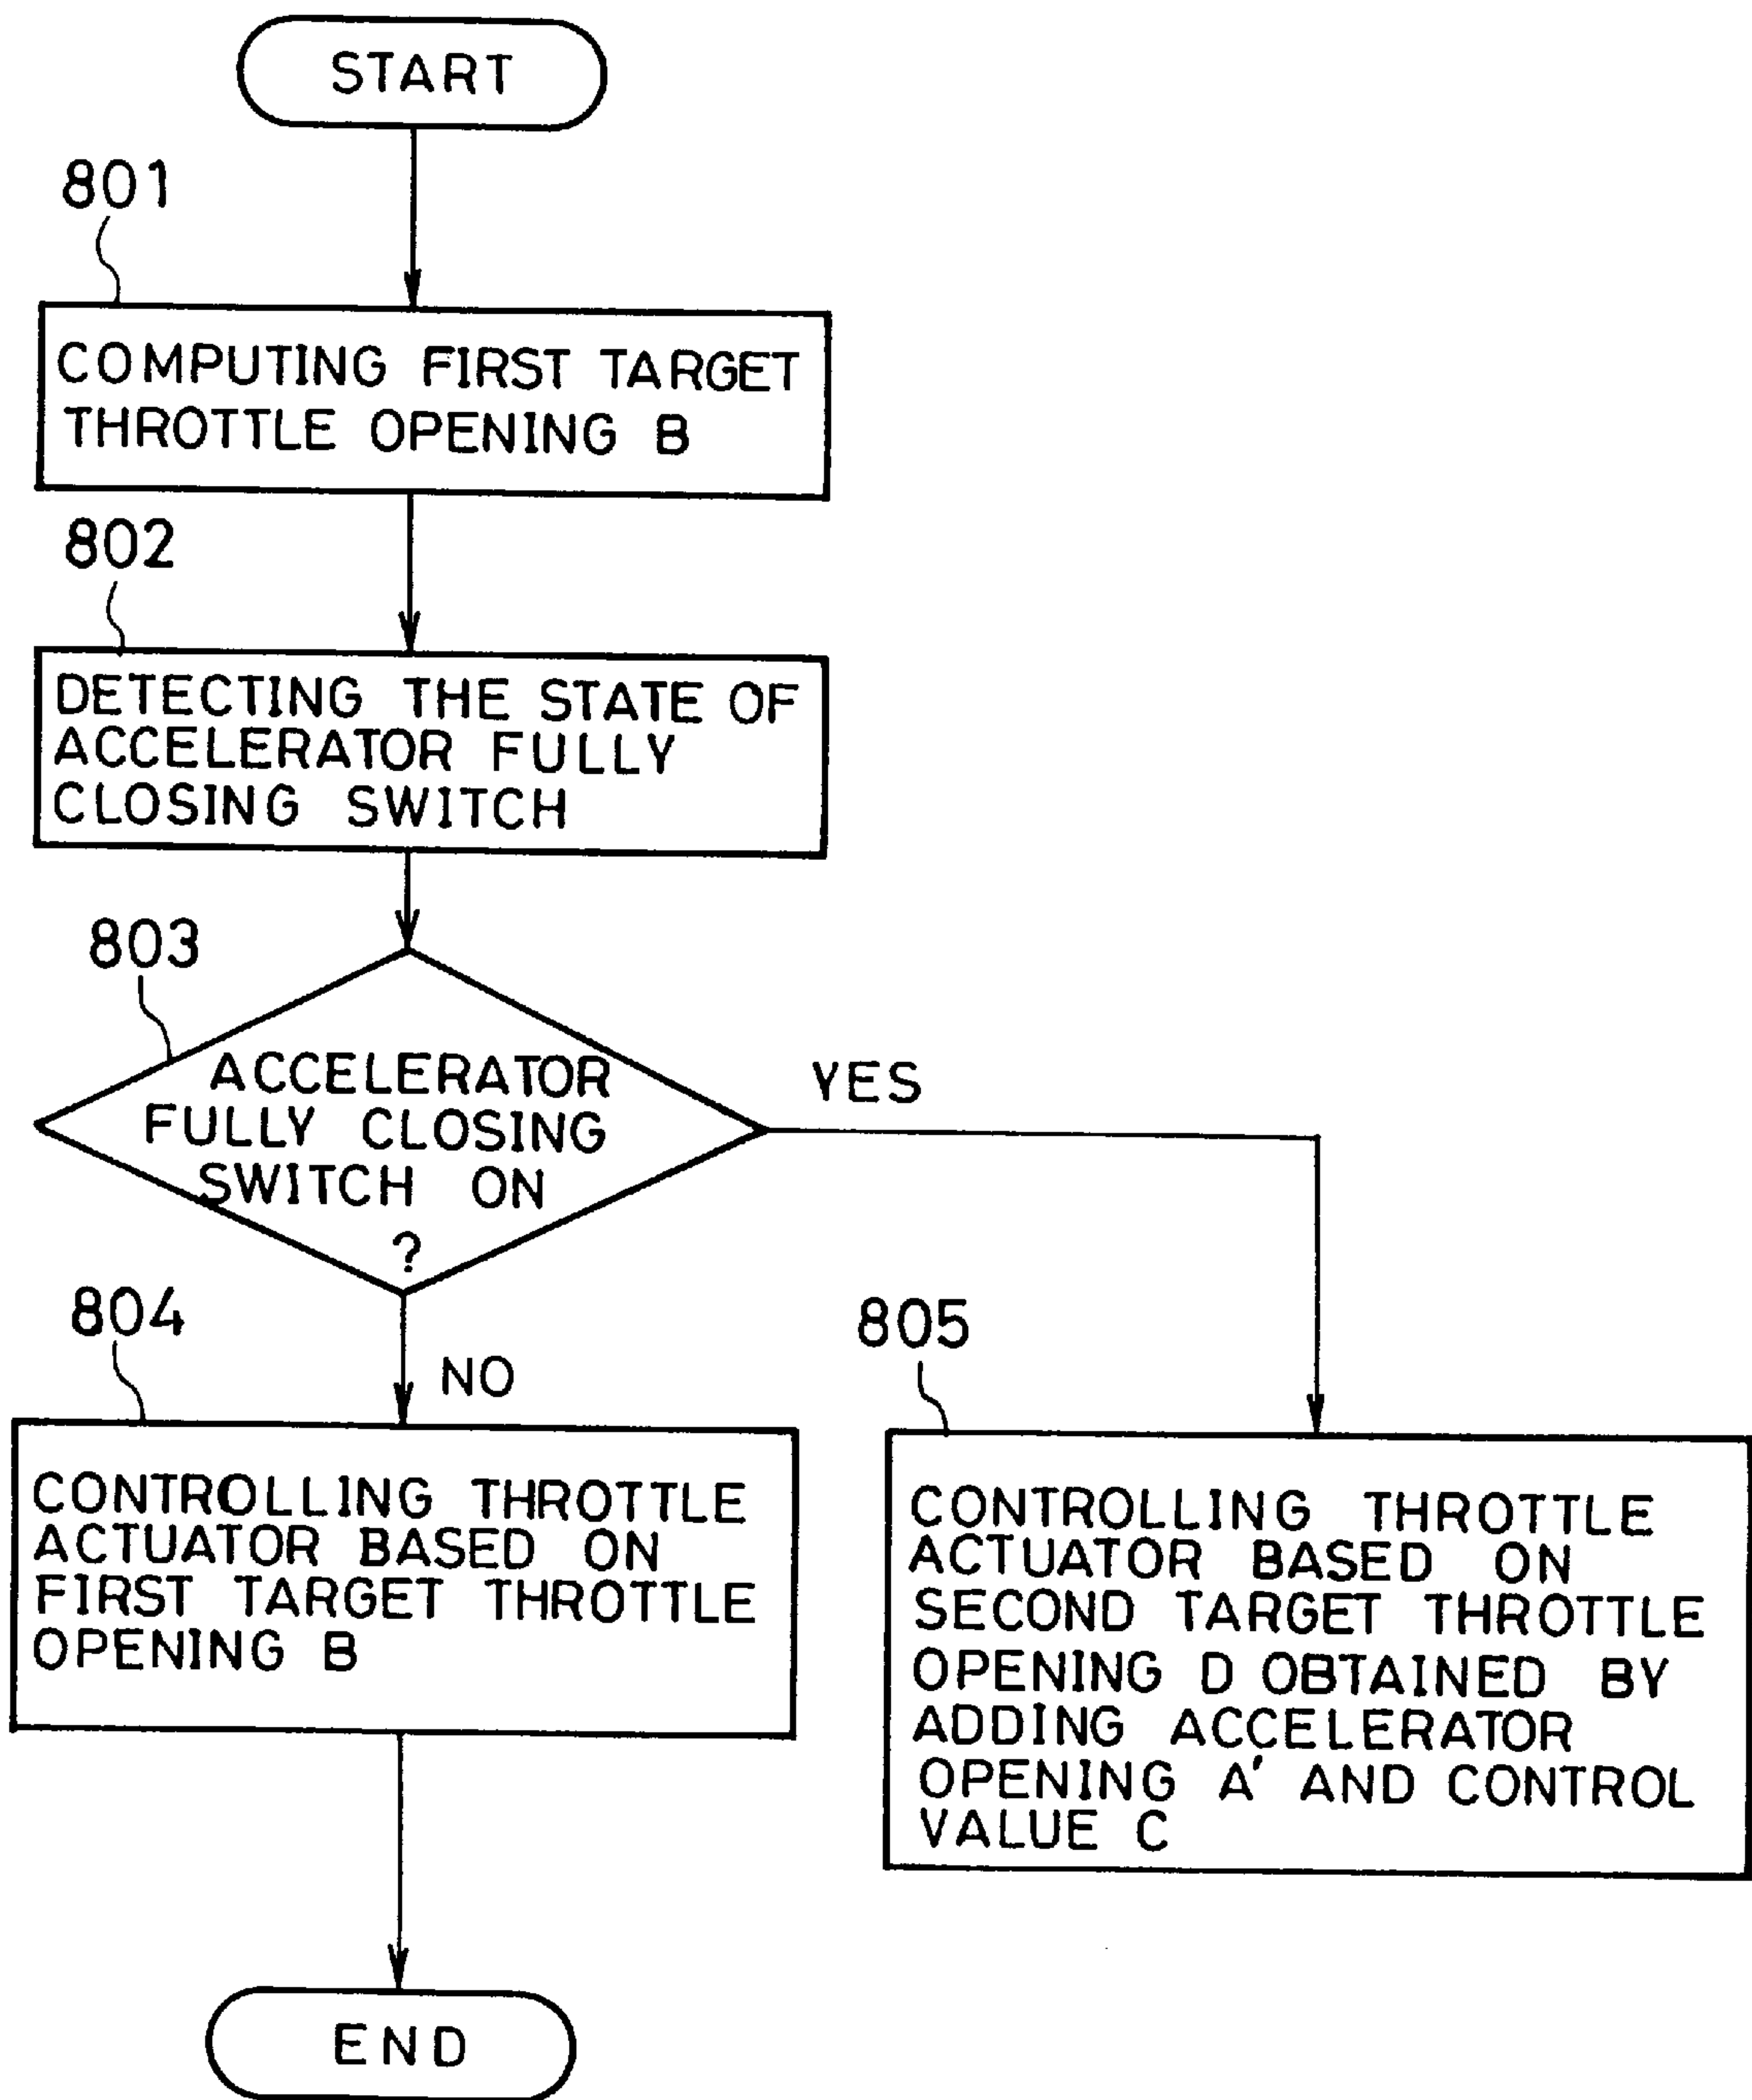 START
801
COMPUTING FIRST TARGET
THROTTLE OPENING B
802
DETECTING THE STATE OF
ACCELERATOR FULLY
CLOSING SWITCH
803
ACCELERATOR
FULLY CLOSING
SWITCH ON
?
YES
NO
804
CONTROLLING THROTTLE
ACTUATOR BASED ON
FIRST TARGET THROTTLE
OPENING B
805
CONTROLLING THROTTLE
ACTUATOR BASED ON
SECOND TARGET THROTTLE
OPENING D OBTAINED BY
ADDING ACCELERATOR
OPENING A' AND CONTROL
VALUE C
END